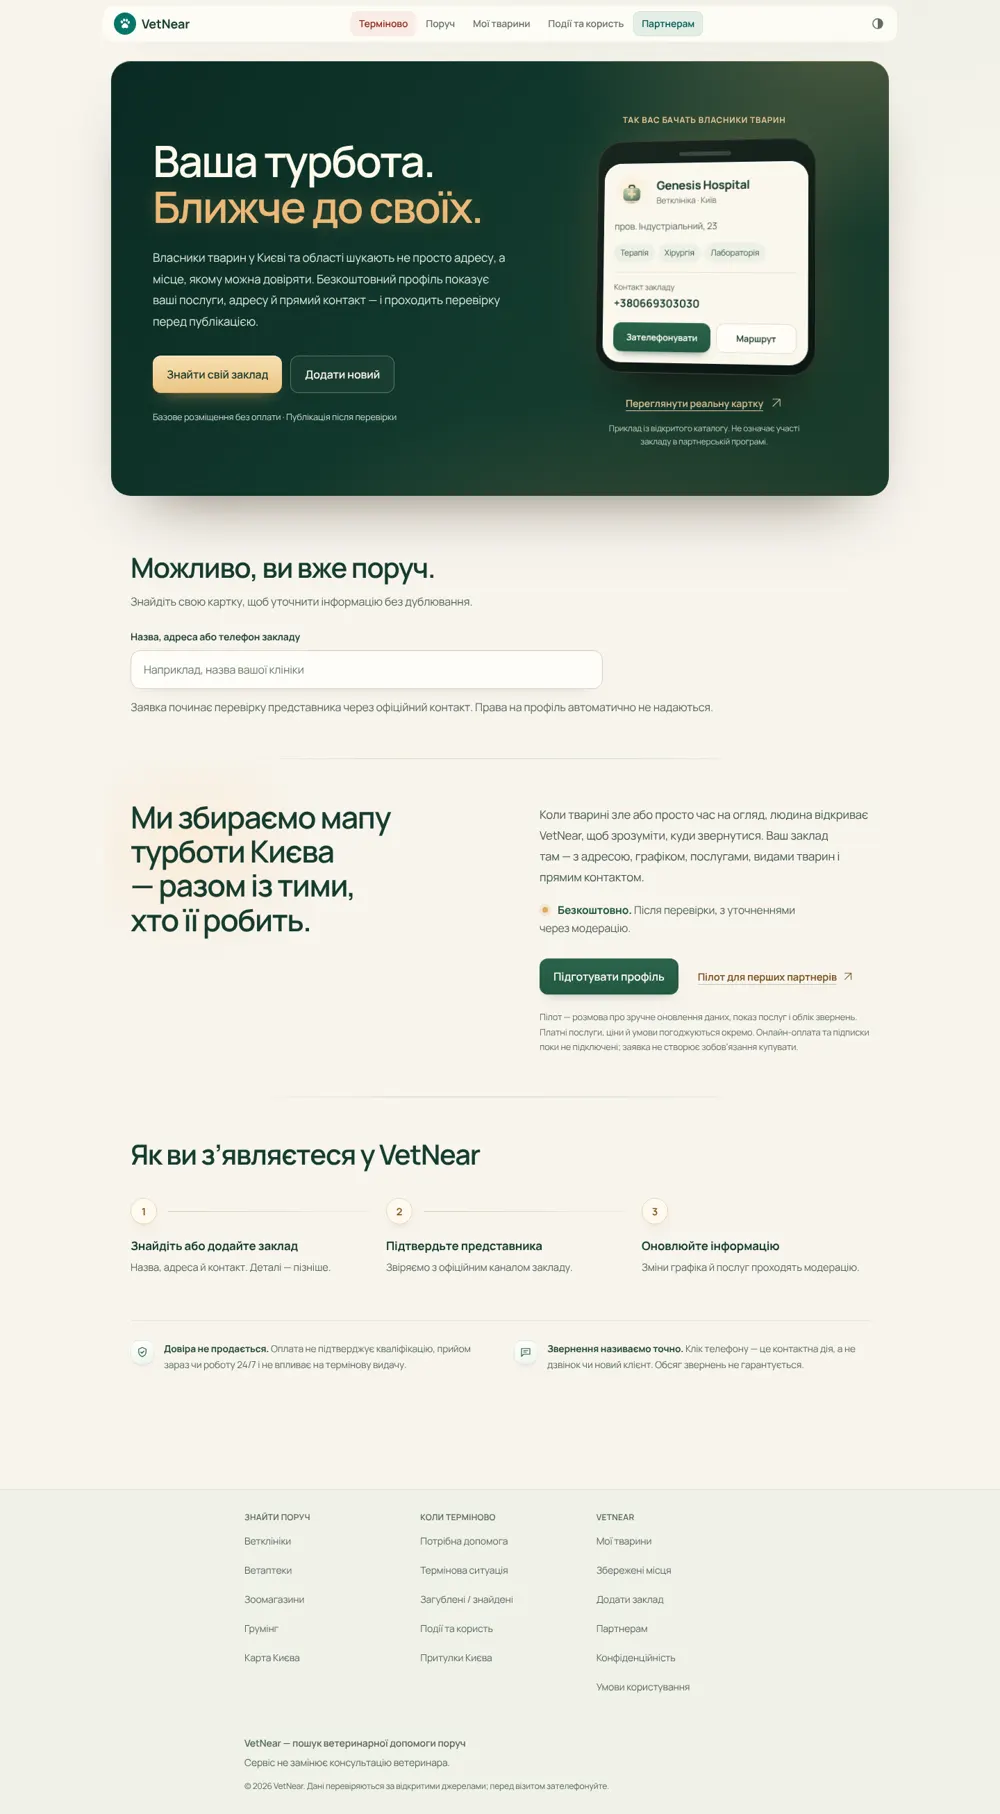 VetNear
Терміново
Поруч
Мої тварини
Події та користь
Партнерам
Ваша турбота.
Ближче до своїх.
Власники тварин у Києві та області шукають не просто адресу, а
місце, якому можна довіряти. Безкоштовний профіль показує
ваші послуги, адресу й прямий контакт — і проходить перевірку
перед публікацією.
Знайти свій заклад
Додати новий
Базове розміщення без оплати · Публікація після перевірки
ТАК ВАС БАЧАТЬ ВЛАСНИКИ ТВАРИН
Genesis Hospital
Ветклініка · Київ
пров. Індустріальний, 23
Терапія
Хірургія
Лабораторія
Контакт закладу
+380669303030
Зателефонувати
Маршрут
Переглянути реальну картку
Приклад із відкритого каталогу. Не означає участі
закладу в партнерській програмі.
Можливо, ви вже поруч.
Знайдіть свою картку, щоб уточнити інформацію без дублювання.
Назва, адреса або телефон закладу
Наприклад, назва вашої клініки
Заявка починає перевірку представника через офіційний контакт. Права на профіль автоматично не надаються.
Ми збираємо мапу
турботи Києва
— разом із тими,
хто її робить.
Коли тварині зле або просто час на огляд, людина відкриває
VetNear, щоб зрозуміти, куди звернутися. Ваш заклад
там — з адресою, графіком, послугами, видами тварин і
прямим контактом.
Безкоштовно. Після перевірки, з уточненнями
через модерацію.
Підготувати профіль
Пілот для перших партнерів
Пілот — розмова про зручне оновлення даних, показ послуг і облік звернень.
Платні послуги, ціни й умови погоджуються окремо. Онлайн-оплата та підписки
поки не підключені; заявка не створює зобов'язання купувати.
Як ви з’являєтеся у VetNear
1
Знайдіть або додайте заклад
Назва, адреса й контакт. Деталі — пізніше.
2
Підтвердьте представника
Звіряємо з офіційним каналом закладу.
3
Оновлюйте інформацію
Зміни графіка й послуг проходять модерацію.
Довіра не продається. Оплата не підтверджує кваліфікацію, прийом
зараз чи роботу 24/7 і не впливає на термінову видачу.
Звернення називаємо точно. Клік телефону — це контактна дія, а не
дзвінок чи новий клієнт. Обсяг звернень не гарантується.
ЗНАЙТИ ПОРУЧ
Ветклініки
Ветаптеки
Зоомагазини
Грумінг
Карта Києва
КОЛИ ТЕРМІНОВО
Потрібна допомога
Термінова ситуація
Загублені / знайдені
Події та користь
Притулки Києва
VETNEAR
Мої тварини
Збережені місця
Додати заклад
Партнерам
Конфіденційність
Умови користування
VetNear — пошук ветеринарної допомоги поруч
Сервіс не замінює консультацію ветеринара.
© 2026 VetNear. Дані перевіряються за відкритими джерелами; перед візитом зателефонуйте.